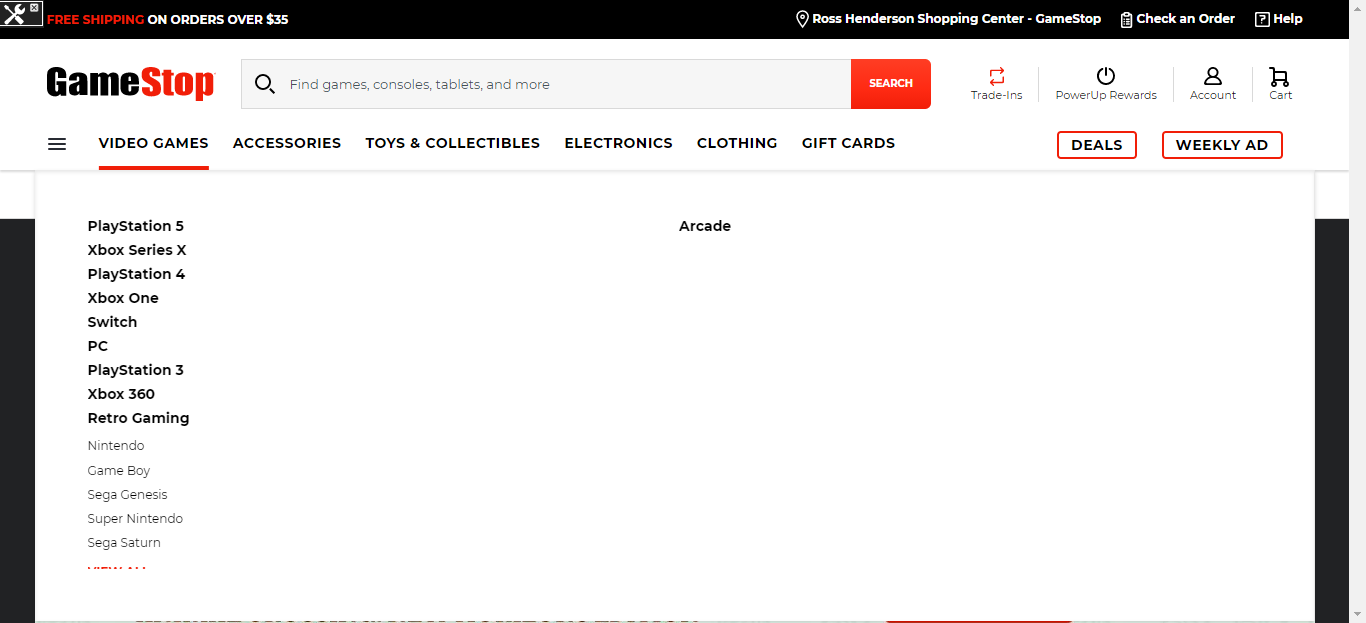 FREE SHIPPING ON ORDERS OVER $35
Ross Henderson Shopping Center - GameStop
Check an Order
Help
GameStop
Find games, consoles, tablets, and more
SEARCH
Trade-Ins
PowerUp Rewards
Account
Cart
VIDEO GAMES
ACCESSORIES
TOYS & COLLECTIBLES
ELECTRONICS
CLOTHING
GIFT CARDS
DEALS
WEEKLY AD
PlayStation 5
Xbox Series X
PlayStation 4
Xbox One
Switch
PC
PlayStation 3
Xbox 360
Retro Gaming
Nintendo
Game Boy
Sega Genesis
Super Nintendo
Sega Saturn
VIEW ALL
Arcade